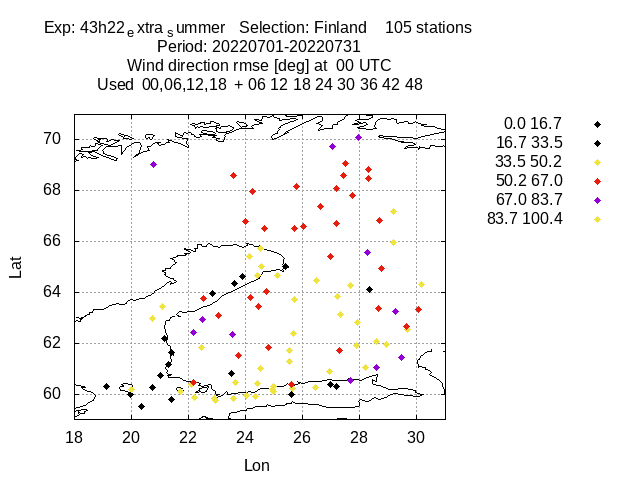 Exp: 43h22extrasummer Selection: Finland 105 stations
Period: 20220701-20220731
Wind direction rmse [deg] at 00 UTC
Used 00,06,12,18 + 06 12 18 24 30 36 42 48
0.0 16.7
16.7 33.5
33.5 50.2
50.2 67.0
67.0 83.7
83.7 100.4
Lat
70
68
66
64
62
60
18 20 22 24 26 28 30
Lon